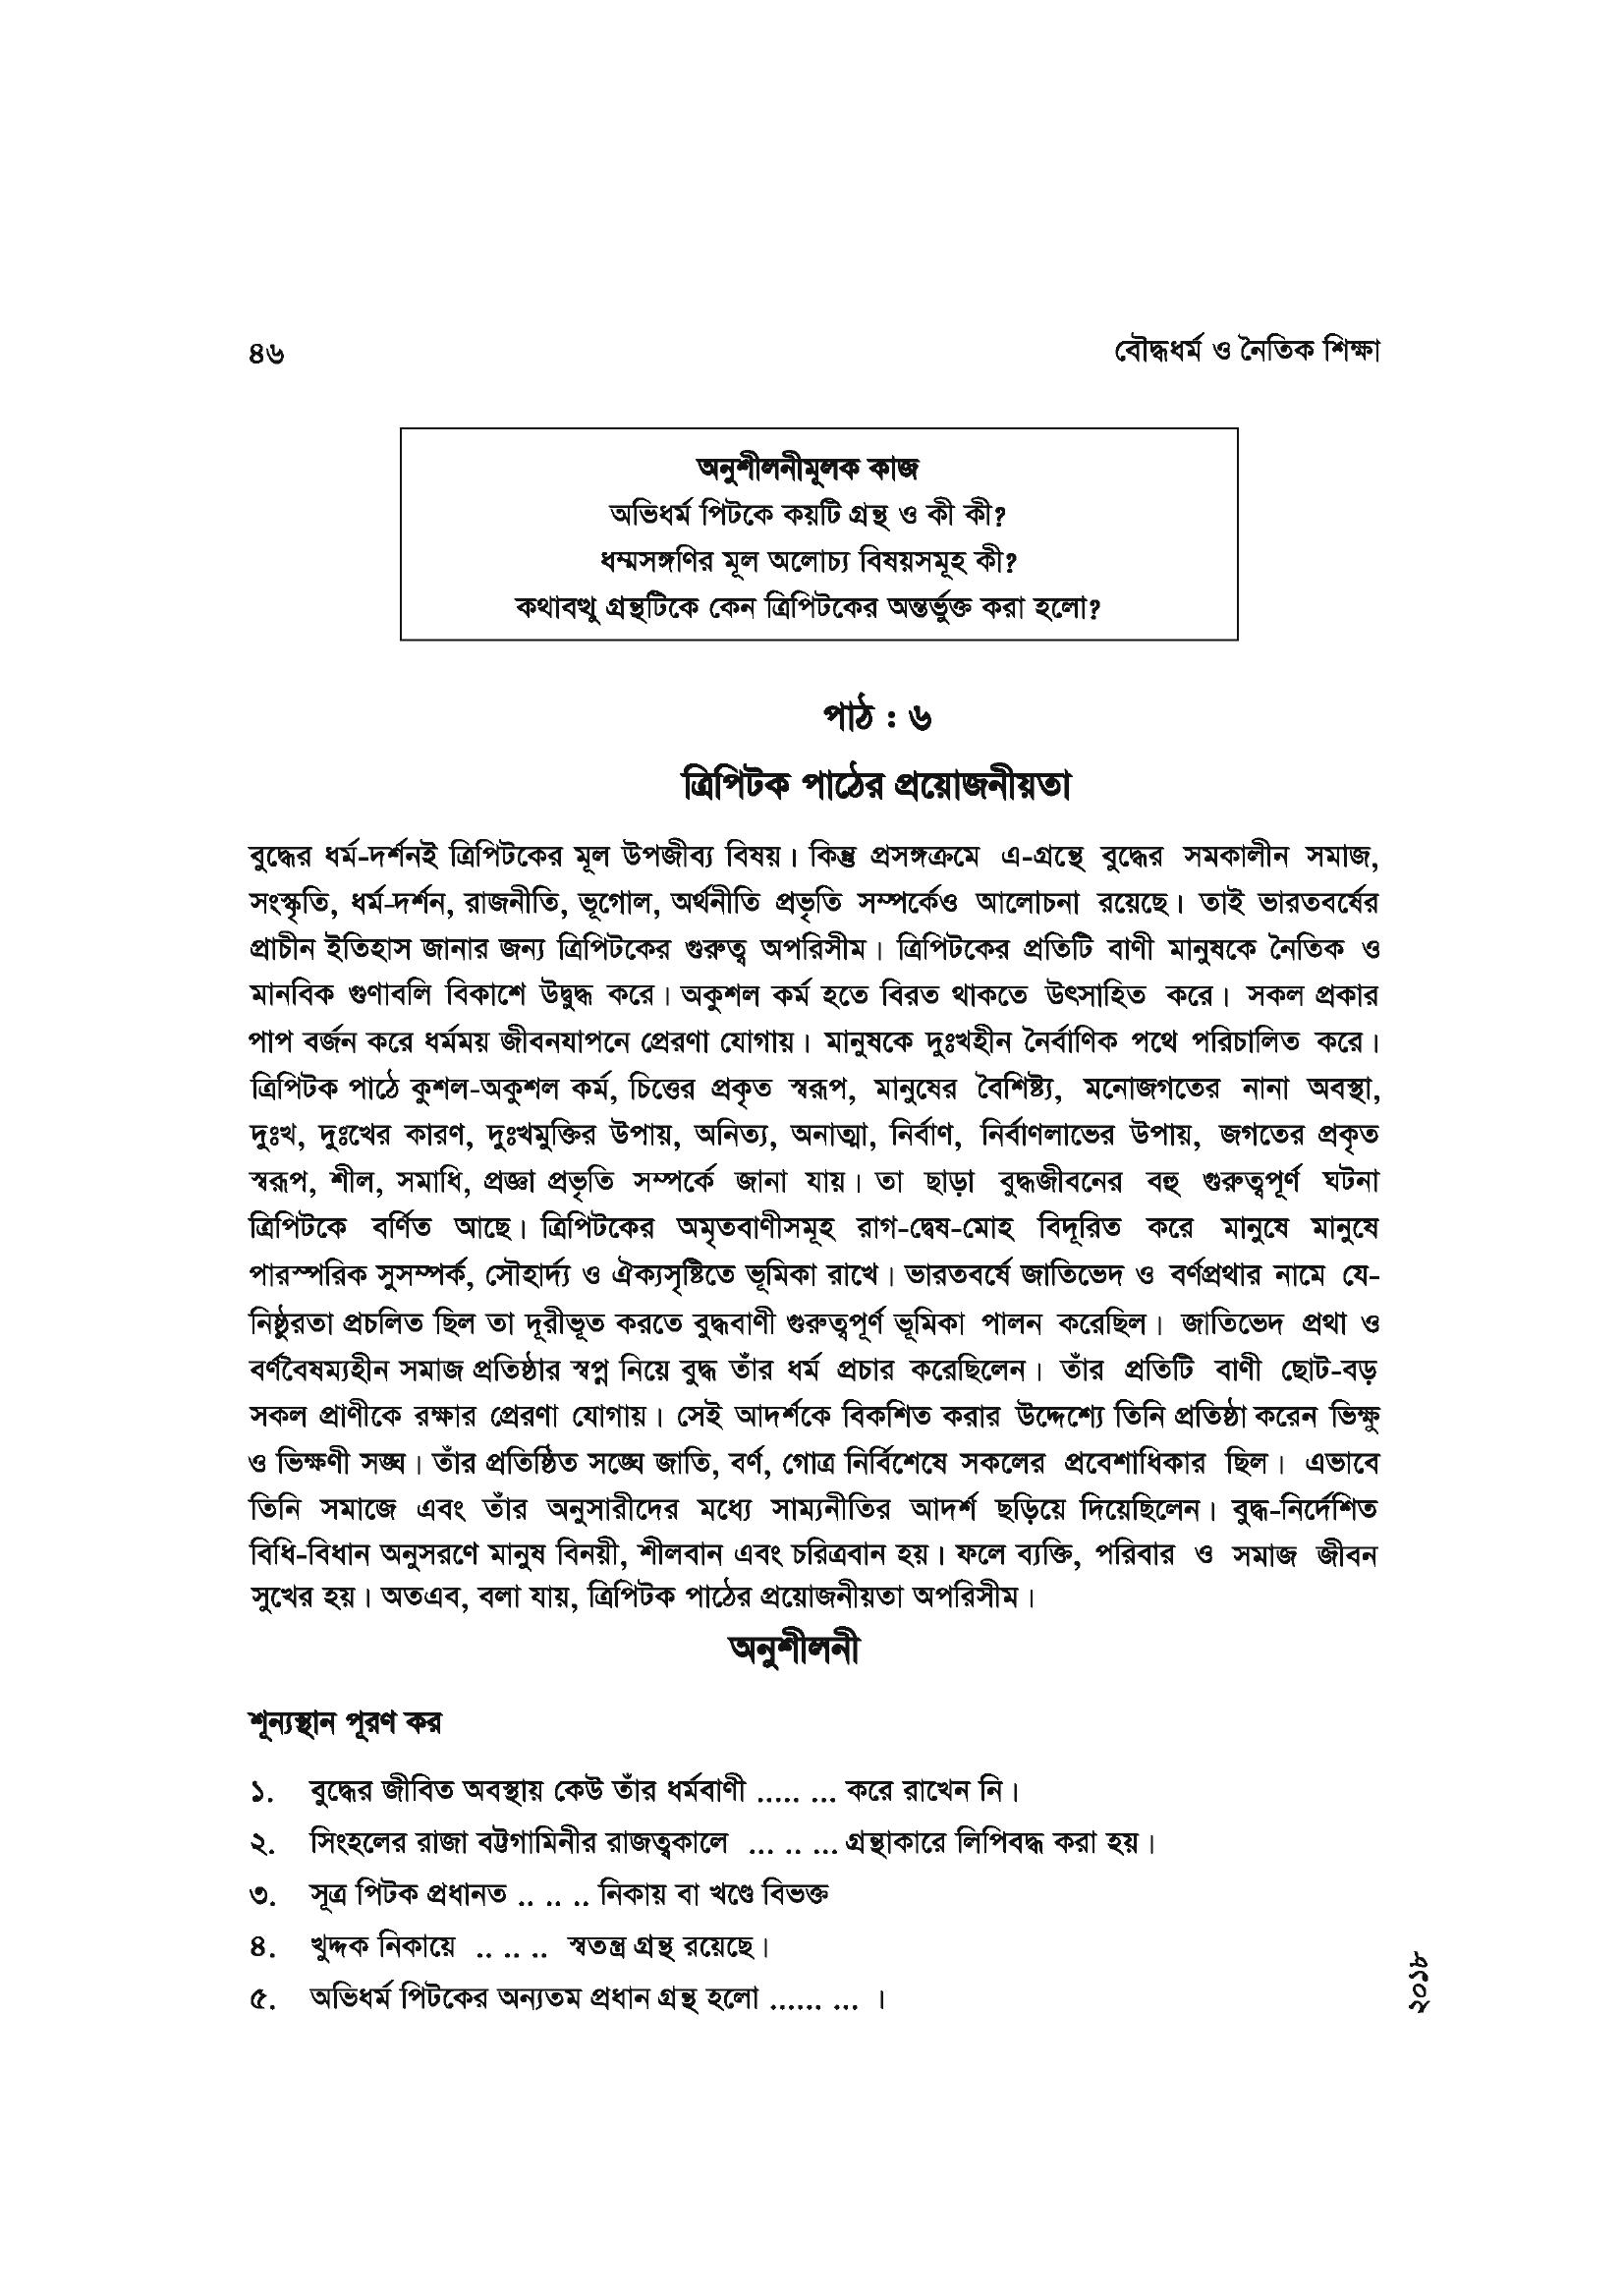 ৪৬ বৌদ্ধধর্ম ও নৈতিক শিক্ষা
অনুশীলনীমূলক কাজ
অভিধর্ম পিটকে কয়টি গ্রন্থ ও কী কী?
ধম্মসঙ্গণির মূল অলোচ্য বিষয়সমূহ কী?
কথাবত্থু গ্রন্থটিকে কেন ত্রিপিটকের অন্তর্ভুক্ত করা হলো?
পাঠ : ৬
ত্রিপিটক পাঠের প্রয়োজনীয়তা
বুদ্ধের ধর্ম-দর্শনই ত্রিপিটকের মূল উপজীব্য বিষয়। কিন্তু প্রসঙ্গক্রমে এ-গ্রন্থে বুদ্ধের সমকালীন সমাজ,
সংস্কৃতি, ধর্ম-দর্শন, রাজনীতি, ভূগোল, অর্থনীতি প্রভৃতি সম্পর্কেও আলোচনা রয়েছে। তাই ভারতবর্ষের
প্রাচীন ইতিহাস জানার জন্য ত্রিপিটকের গুরুত্ব অপরিসীম। ত্রিপিটকের প্রতিটি বাণী মানুষকে নৈতিক ও
মানবিক গুণাবলি বিকাশে উদ্বুদ্ধ করে। অকুশল কর্ম হতে বিরত থাকতে উৎসাহিত করে। সকল প্রকার
পাপ বর্জন করে ধর্মময় জীবনযাপনে প্রেরণা যোগায়। মানুষকে দুঃখহীন নৈর্বাণিক পথে পরিচালিত করে।
ত্রিপিটক পাঠে কুশল-অকুশল কর্ম, চিত্তের প্রকৃত স্বরূপ, মানুষের বৈশিষ্ট্য, মনোজগতের নানা অবস্থা,
দুঃখ, দুঃখের কারণ, দুঃখমুক্তির উপায়, অনিত্য, অনাত্মা, নির্বাণ, নির্বাণলাভের উপায়, জগতের প্রকৃত
স্বরূপ, শীল, সমাধি, প্রজ্ঞা প্রভৃতি সম্পর্কে জানা যায়। তা ছাড়া বুদ্ধজীবনের বহু গুরুত্বপূর্ণ ঘটনা
ত্রিপিটকে বর্ণিত আছে। ত্রিপিটকের অমৃতবাণীসমূহ রাগ-দ্বেষ-মোহ বিদূরিত করে মানুষে মানুষে
পারস্পরিক সুসম্পর্ক, সৌহার্দ্য ও ঐক্যসৃষ্টিতে ভূমিকা রাখে। ভারতবর্ষে জাতিভেদ ও বর্ণপ্রথার নামে যে-
নিষ্ঠুরতা প্রচলিত ছিল তা দূরীভূত করতে বুদ্ধবাণী গুরুত্বপূর্ণ ভূমিকা পালন করেছিল। জাতিভেদ প্রথা ও
বর্ণবৈষম্যহীন সমাজ প্রতিষ্ঠার স্বপ্ন নিয়ে বুদ্ধ তাঁর ধর্ম প্রচার করেছিলেন। তাঁর প্রতিটি বাণী ছোট-বড়
সকল প্রাণীকে রক্ষার প্রেরণা যোগায়। সেই আদর্শকে বিকশিত করার উদ্দেশ্যে তিনি প্রতিষ্ঠা করেন ভিক্ষু
ও ভিক্ষণী সঙ্ঘ। তাঁর প্রতিষ্ঠিত সঙ্ঘে জাতি, বর্ণ, গোত্র নির্বিশেষে সকলের প্রবেশাধিকার ছিল। এভাবে
তিনি সমাজে এবং তাঁর অনুসারীদের মধ্যে সাম্যনীতির আদর্শ ছড়িয়ে দিয়েছিলেন। বুদ্ধ-নির্দেশিত
বিধি-বিধান অনুসরণে মানুষ বিনয়ী, শীলবান এবং চরিত্রবান হয়। ফলে ব্যক্তি, পরিবার ও সমাজ জীবন
সুখের হয়। অতএব, বলা যায়, ত্রিপিটক পাঠের প্রয়োজনীয়তা অপরিসীম।
অনুশীলনী
শূন্যস্থান পূরণ কর
১. বুদ্ধের জীবিত অবস্থায় কেউ তাঁর ধর্মবাণী ..... ... করে রাখেন নি।
২. সিংহলের রাজা বট্টগামিনীর রাজত্বকালে ... .. ... গ্রন্থাকারে লিপিবদ্ধ করা হয়।
৩. সূত্র পিটক প্রধানত .. .. .. নিকায় বা খণ্ডে বিভক্ত
৪. খুদ্দক নিকায়ে .. .. .. স্বতন্ত্র গ্রন্থ রয়েছে।
৫. অভিধর্ম পিটকের অন্যতম প্রধান গ্রন্থ হলো ...... ... ।
২০১৮